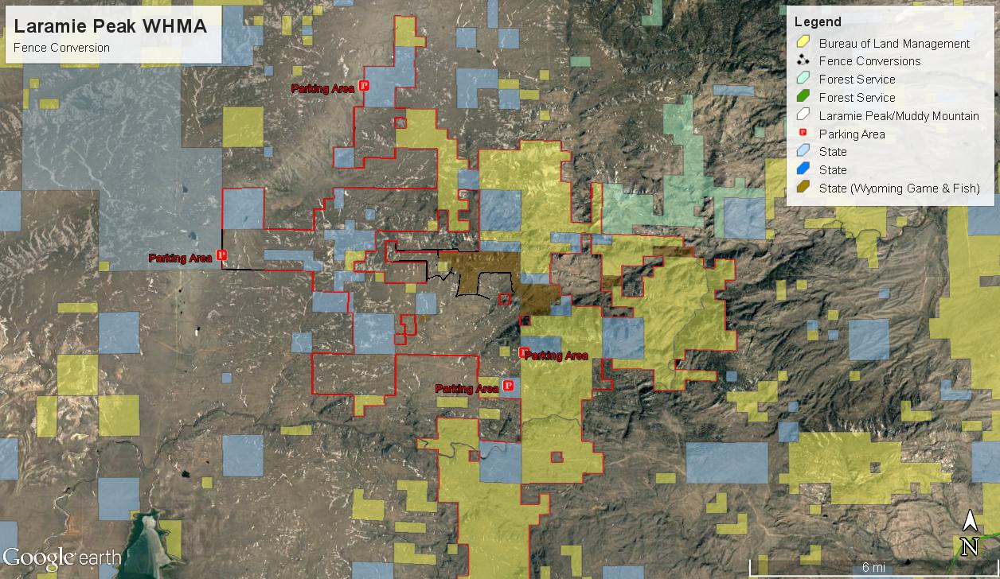 Laramie Peak WHMA
Fence Conversion
Legend
Bureau of Land Management
Fence Conversions
Forest Service
Forest Service
Laramie Peak/Muddy Mountain
Parking Area
State
State
State (Wyoming Game & Fish)
Parking Area P
Parking Area P
P Parking Area
Parking Area P
Google earth
N
6 mi